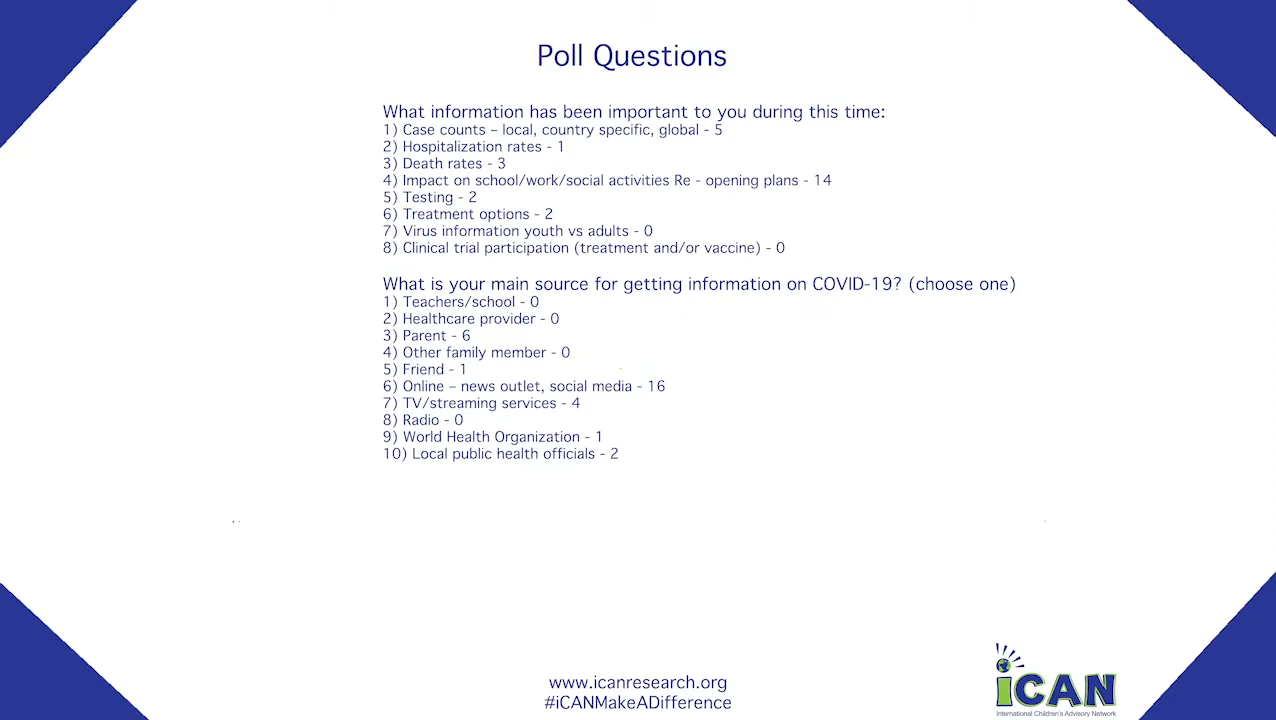 Poll Questions
What information has been important to you during this time:
1) Case counts – local, country specific, global - 5
2) Hospitalization rates - 1
3) Death rates - 3
4) Impact on school/work/social activities Re - opening plans - 14
5) Testing - 2
6) Treatment options - 2
7) Virus information youth vs adults - 0
8) Clinical trial participation (treatment and/or vaccine) - 0
What is your main source for getting information on COVID-19? (choose one)
1) Teachers/school - 0
2) Healthcare provider - 0
3) Parent - 6
4) Other family member - 0
5) Friend - 1
6) Online – news outlet, social media - 16
7) TV/streaming services - 4
8) Radio - 0
9) World Health Organization - 1
10) Local public health officials - 2
www.icanresearch.org
#iCANMakeADifference
iCAN
International Children's Advisory Network